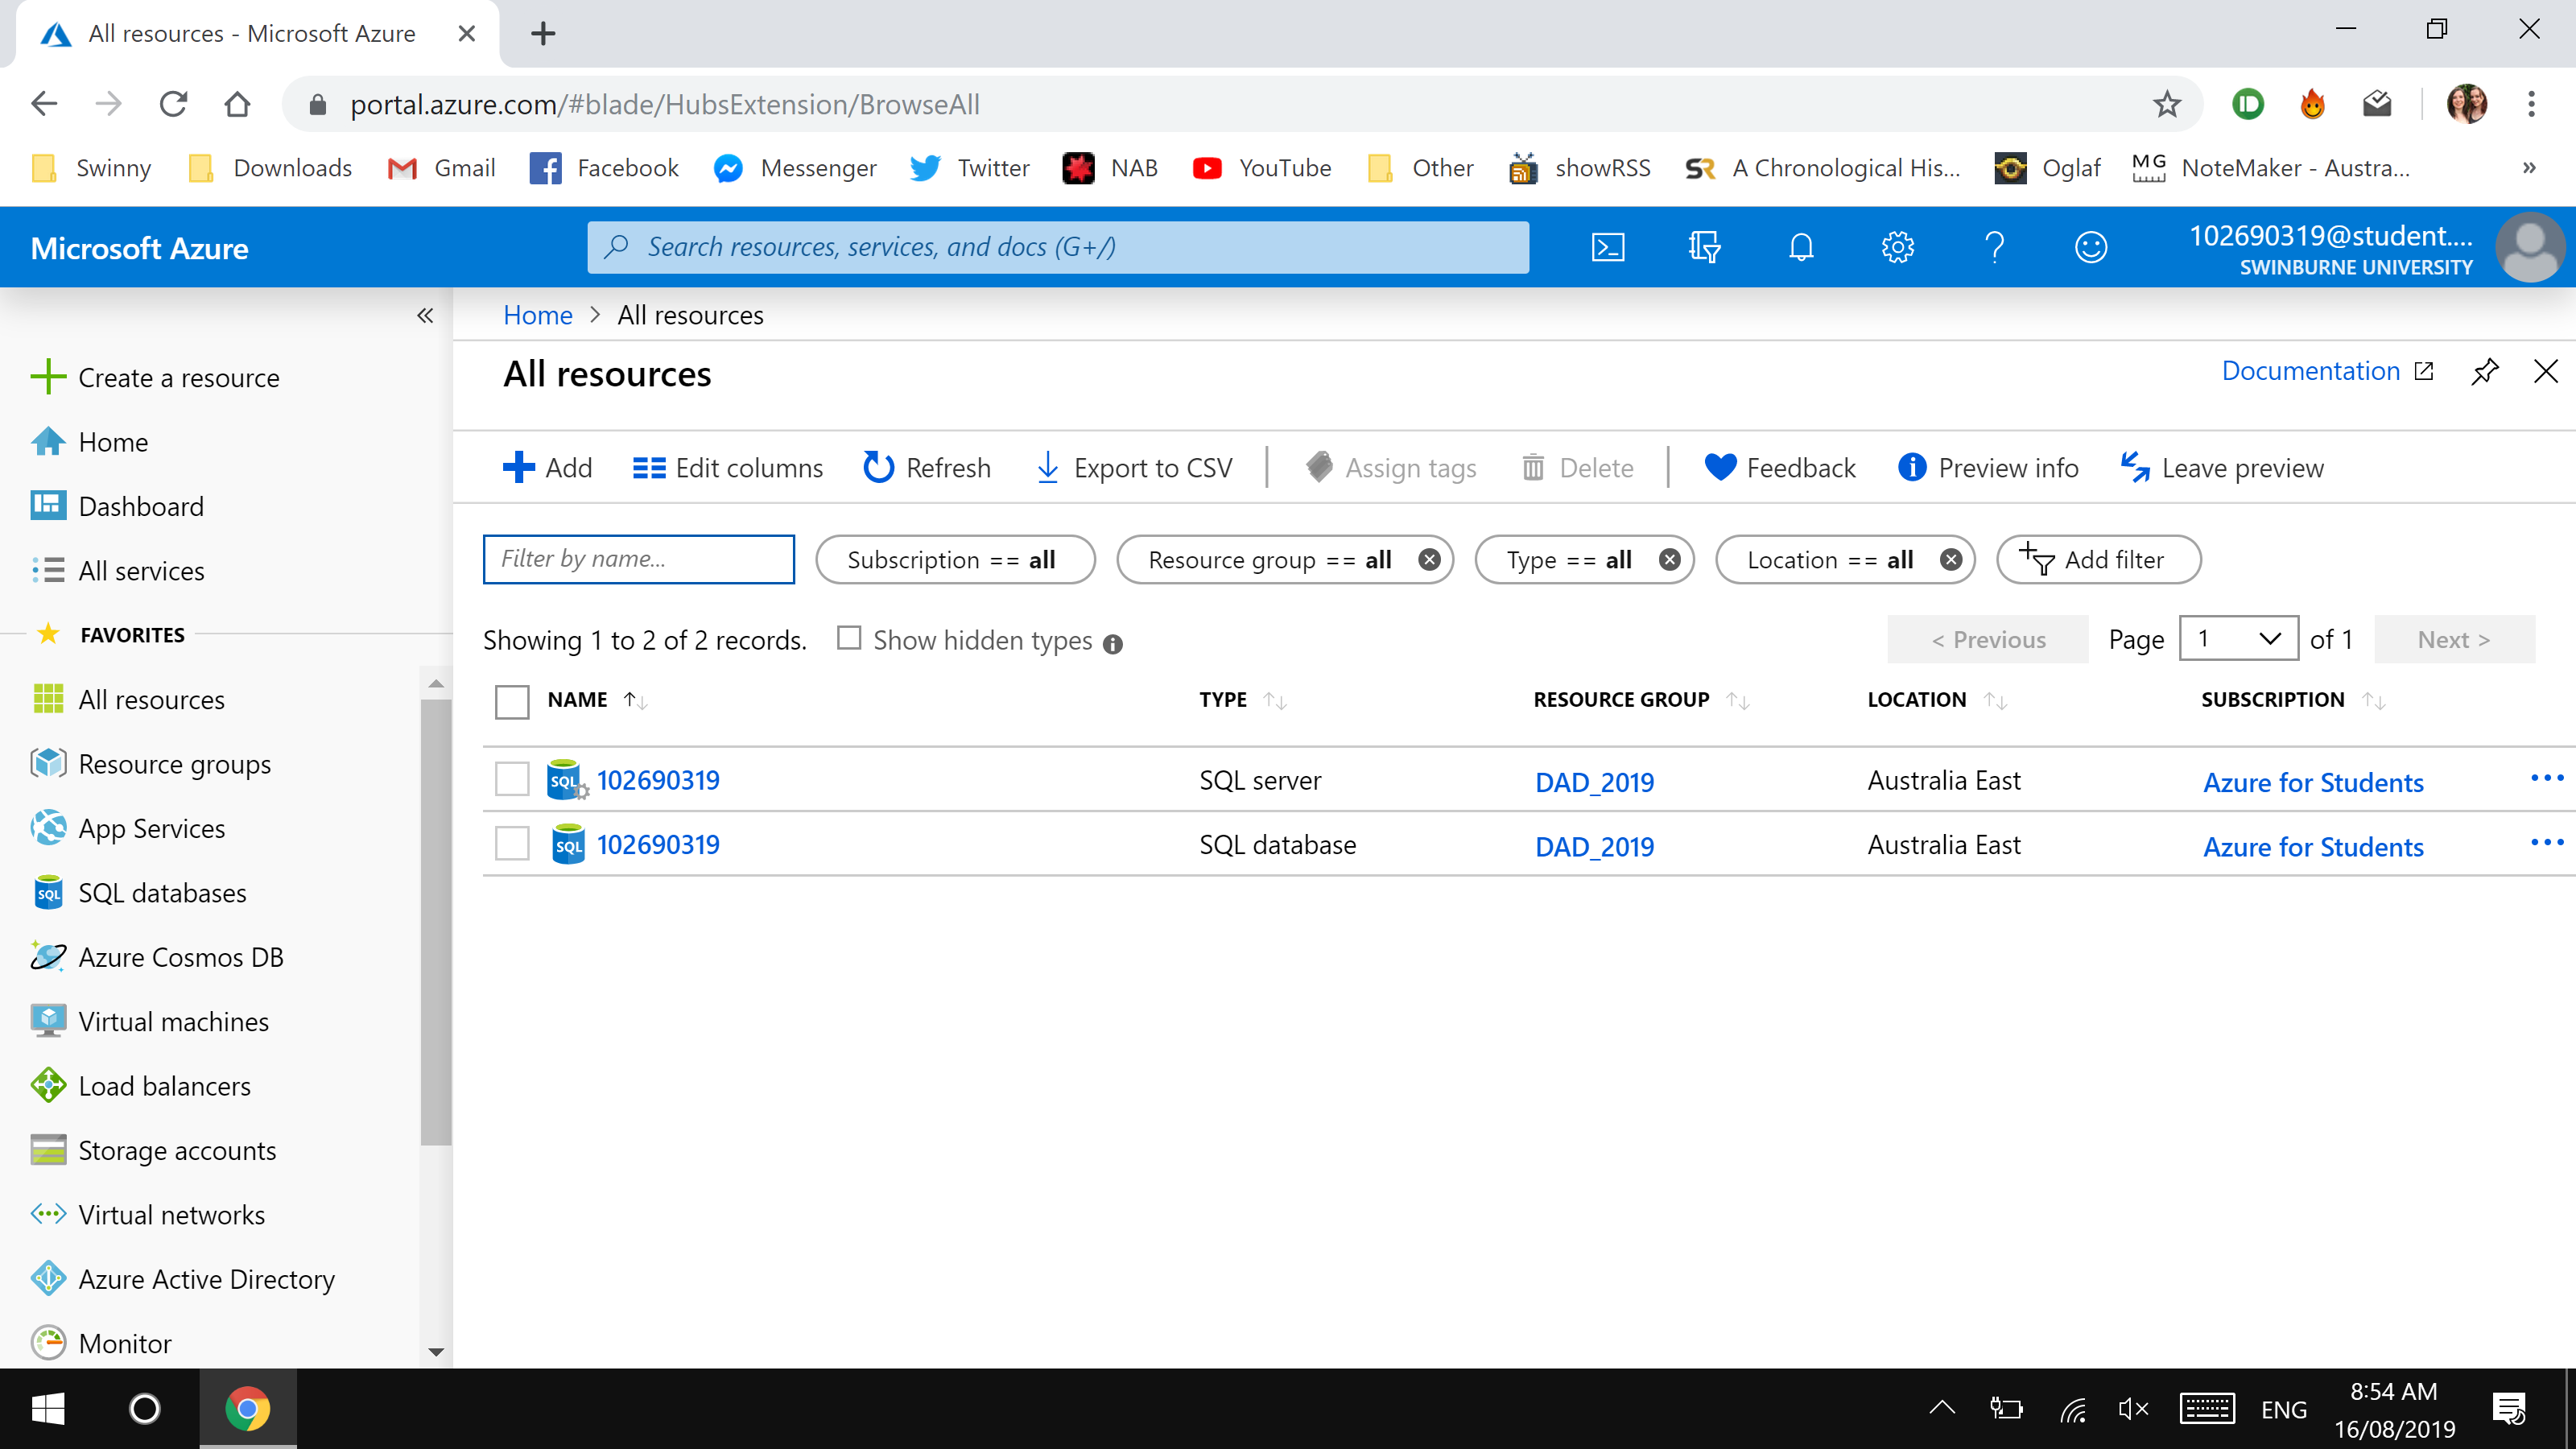 All resources - Microsoft Azure
portal.azure.com/#blade/HubsExtension/BrowseAll
Swinny Downloads Gmail Facebook Messenger Twitter NAB YouTube Other showRSS A Chronological His... Oglaf MG NoteMaker - Austra... »
Microsoft Azure
Search resources, services, and docs (G+/)
102690319@student....
SWINBURNE UNIVERSITY
Home > All resources
All resources
Documentation
Add Edit columns Refresh Export to CSV Assign tags Delete Feedback Preview info Leave preview
Filter by name... Subscription == all Resource group == all Type == all Location == all Add filter
Showing 1 to 2 of 2 records. Show hidden types < Previous Page 1 of 1 Next >
NAME TYPE RESOURCE GROUP LOCATION SUBSCRIPTION
SQL 102690319 SQL server DAD_2019 Australia East Azure for Students
SQL 102690319 SQL database DAD_2019 Australia East Azure for Students
Create a resource
Home
Dashboard
All services
FAVORITES
All resources
Resource groups
App Services
SQL SQL databases
Azure Cosmos DB
Virtual machines
Load balancers
Storage accounts
Virtual networks
Azure Active Directory
Monitor
ENG
8:54 AM
16/08/2019